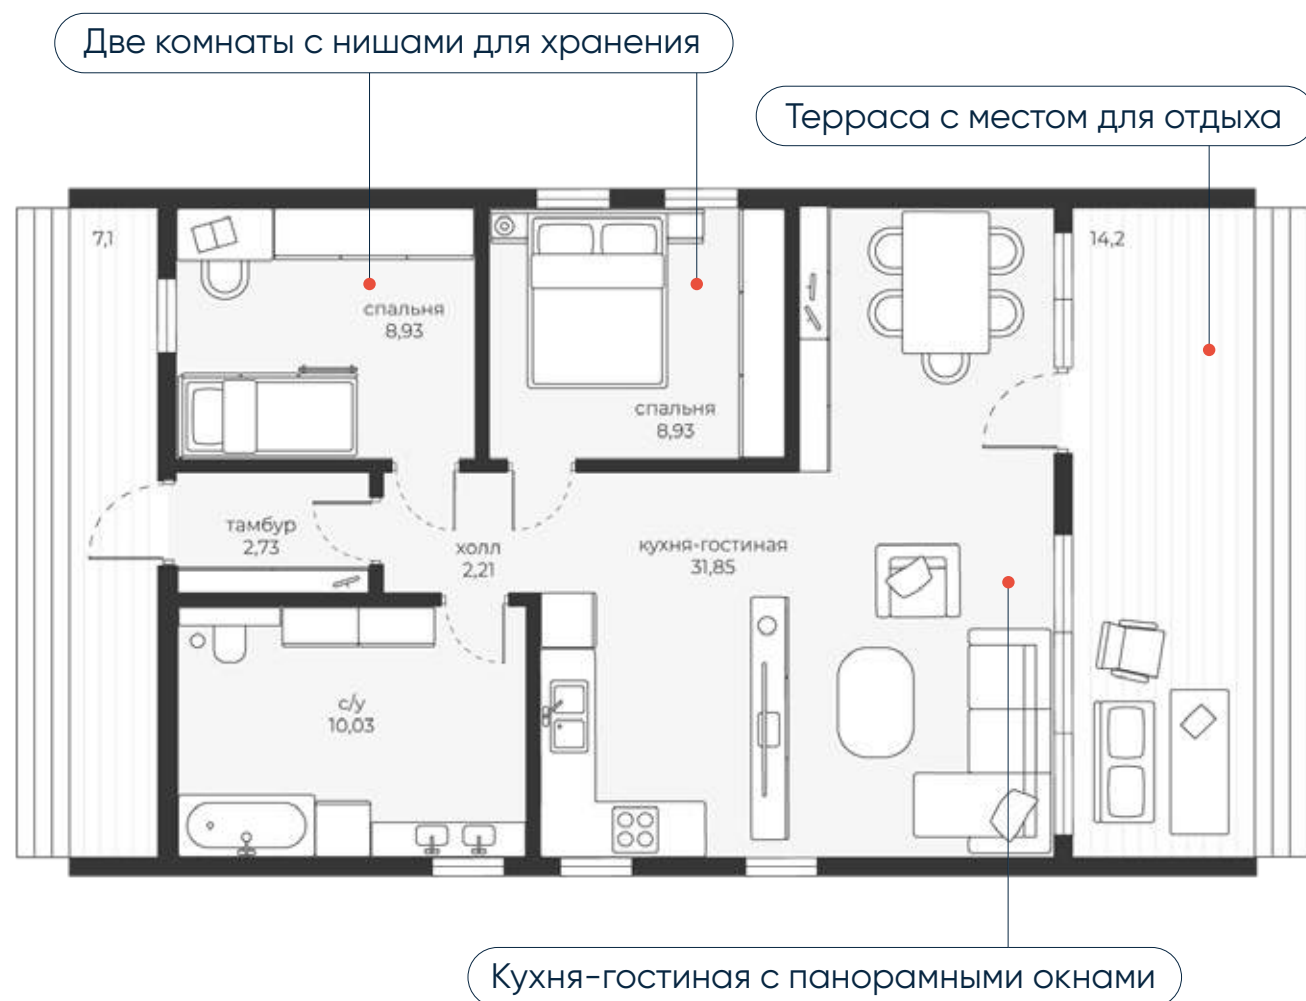 Две комнаты с нишами для хранения
Терраса с местом для отдыха
7,1
14,2
спальня
8,93
спальня
8,93
тамбур
2,73
холл
2,21
кухня-гостиная
31,85
с/у
10,03
Кухня-гостиная с панорамными окнами